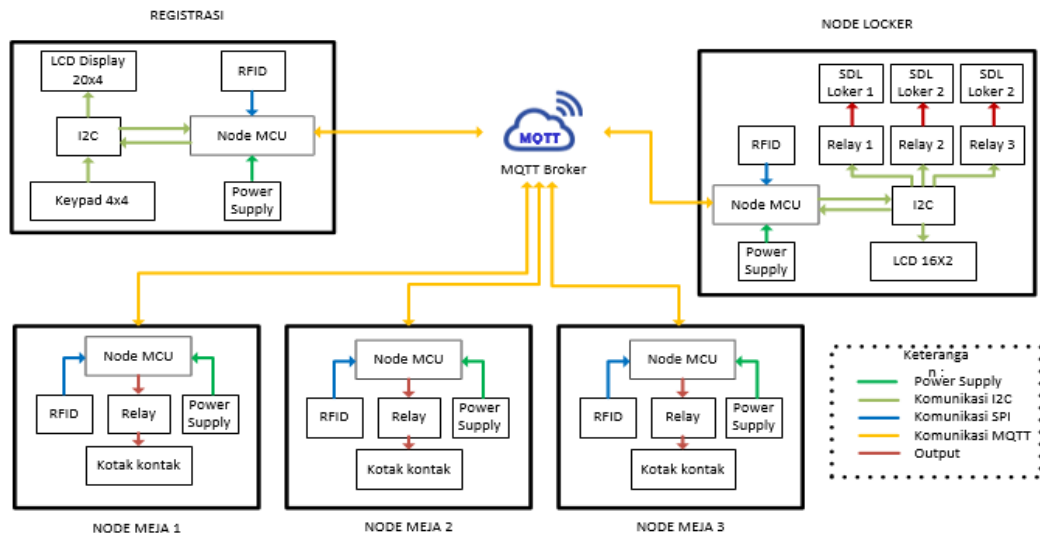 REGISTRASI
LCD Display
20x4
RFID
I2C
Node MCU
Keypad 4x4
Power
Supply
MQTT
MQTT Broker
NODE LOCKER
SDL
Loker 1
SDL
Loker 2
SDL
Loker 2
RFID
Relay 1
Relay 2
Relay 3
Node MCU
I2C
Power
Supply
LCD 16X2
Node MCU
RFID
Relay
Power
Supply
Kotak kontak
NODE MEJA 1
Node MCU
RFID
Relay
Power
Supply
Kotak kontak
NODE MEJA 2
Node MCU
RFID
Relay
Power
Supply
Kotak kontak
NODE MEJA 3
Keteranga
n :
Power Supply
Komunikasi I2C
Komunikasi SPI
Komunikasi MQTT
Output